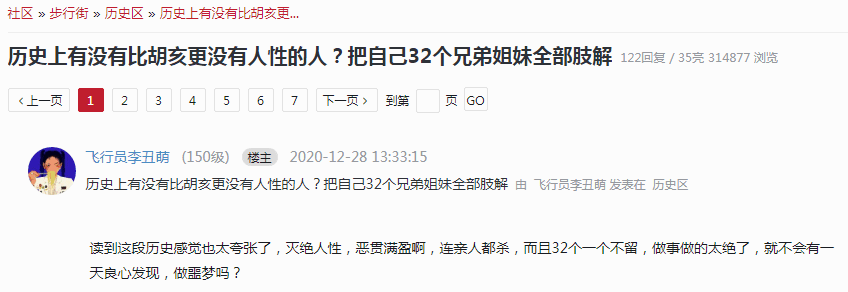 社区 » 步行街 » 历史区 » 历史上有没有比胡亥更...
历史上有没有比胡亥更没有人性的人？把自己32个兄弟姐妹全部肢解 122回复 / 35亮 314877 浏览
<上一页 1 2 3 4 5 6 7 下一页> 到第 页 GO
飞行员李丑萌 (150级) 楼主 2020-12-28 13:33:15
历史上有没有比胡亥更没有人性的人？把自己32个兄弟姐妹全部肢解 由 飞行员李丑萌 发表在 历史区
读到这段历史感觉也太夸张了，灭绝人性，恶贯满盈啊，连亲人都杀，而且32个一个不留，做事做的太绝了，就不会有一
天良心发现，做噩梦吗？